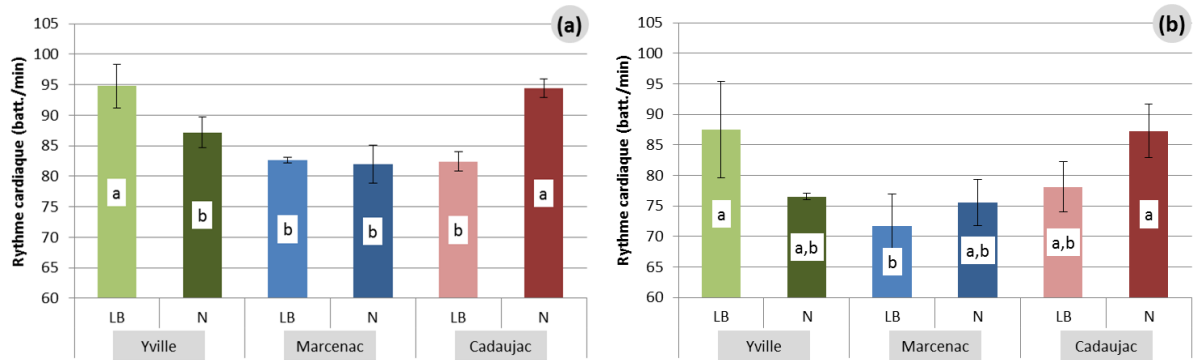 (a)
Rythme cardiaque (batt./min)
105
100
95
90
85
80
75
70
65
60
a
b
b
b
b
a
LB N LB N LB N
Yville Marcenac Cadaujac
(b)
Rythme cardiaque (batt./min)
105
100
95
90
85
80
75
70
65
60
a
a,b
b
a,b
a,b
a
LB N LB N LB N
Yville Marcenac Cadaujac